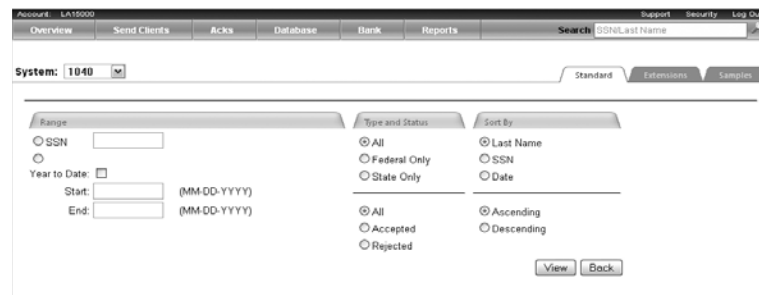 Account: LA15000 Support Security Log Ou
Overview Send Clients Acks Database Bank Reports Search SSN/Last Name
System: 1040 Standard Extensions Samples
Range Type and Status Sort By
SSN All Last Name
Federal Only SSN
Year to Date: State Only Date
Start: (MM-DD-YYYY)
End: (MM-DD-YYYY) All Ascending
Accepted Descending
Rejected
View Back